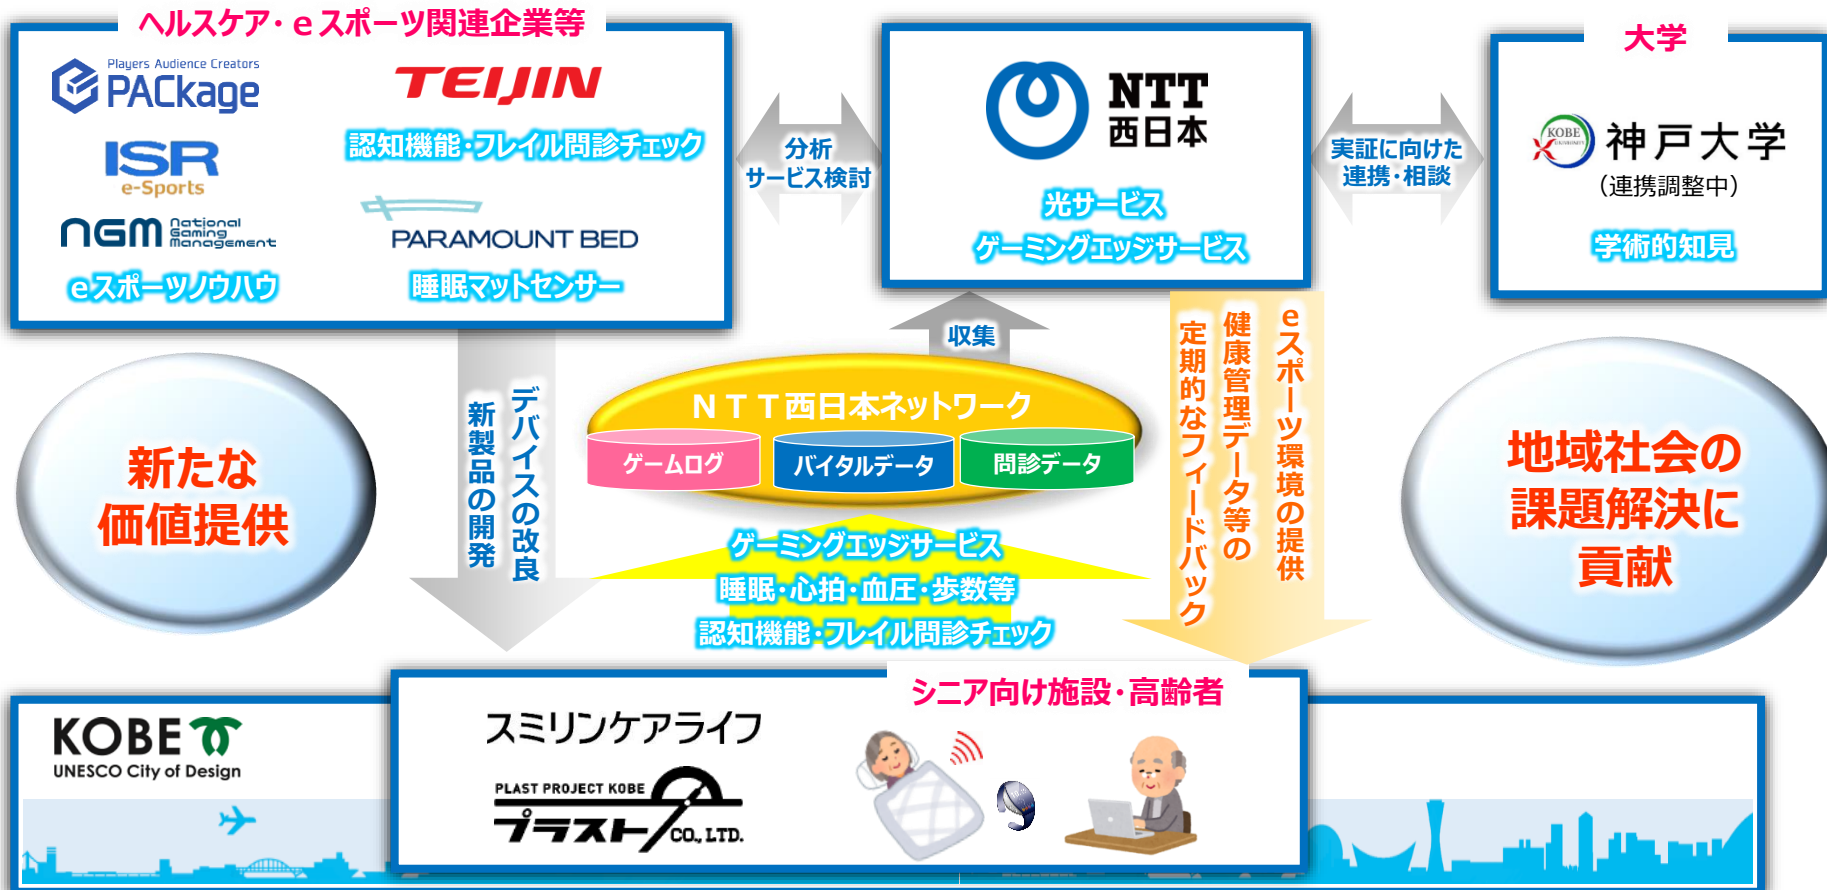 ヘルスケア・eスポーツ関連企業等
Players Audience Creators
PACkage
TEIJIN
認知機能・フレイル問診チェック
ISR
e-Sports
NGM National Gaming Management
PARAMOUNT BED
eスポーツノウハウ
睡眠マットセンサー
分析
サービス検討
NTT
西日本
光サービス
ゲーミングエッジサービス
実証に向けた
連携・相談
大学
KOBE
UNIVERSITY
神戸大学
（連携調整中）
学術的知見
収集
NTT西日本ネットワーク
ゲームログ
バイタルデータ
問診データ
デバイスの改良
新製品の開発
eスポーツ環境の提供
健康管理データ等の
定期的なフィードバック
新たな
価値提供
地域社会の
課題解決に
貢献
ゲーミングエッジサービス
睡眠・心拍・血圧・歩数等
認知機能・フレイル問診チェック
シニア向け施設・高齢者
KOBE
UNESCO City of Design
スミリンケアライフ
PLAST PROJECT KOBE
プラスト CO., LTD.